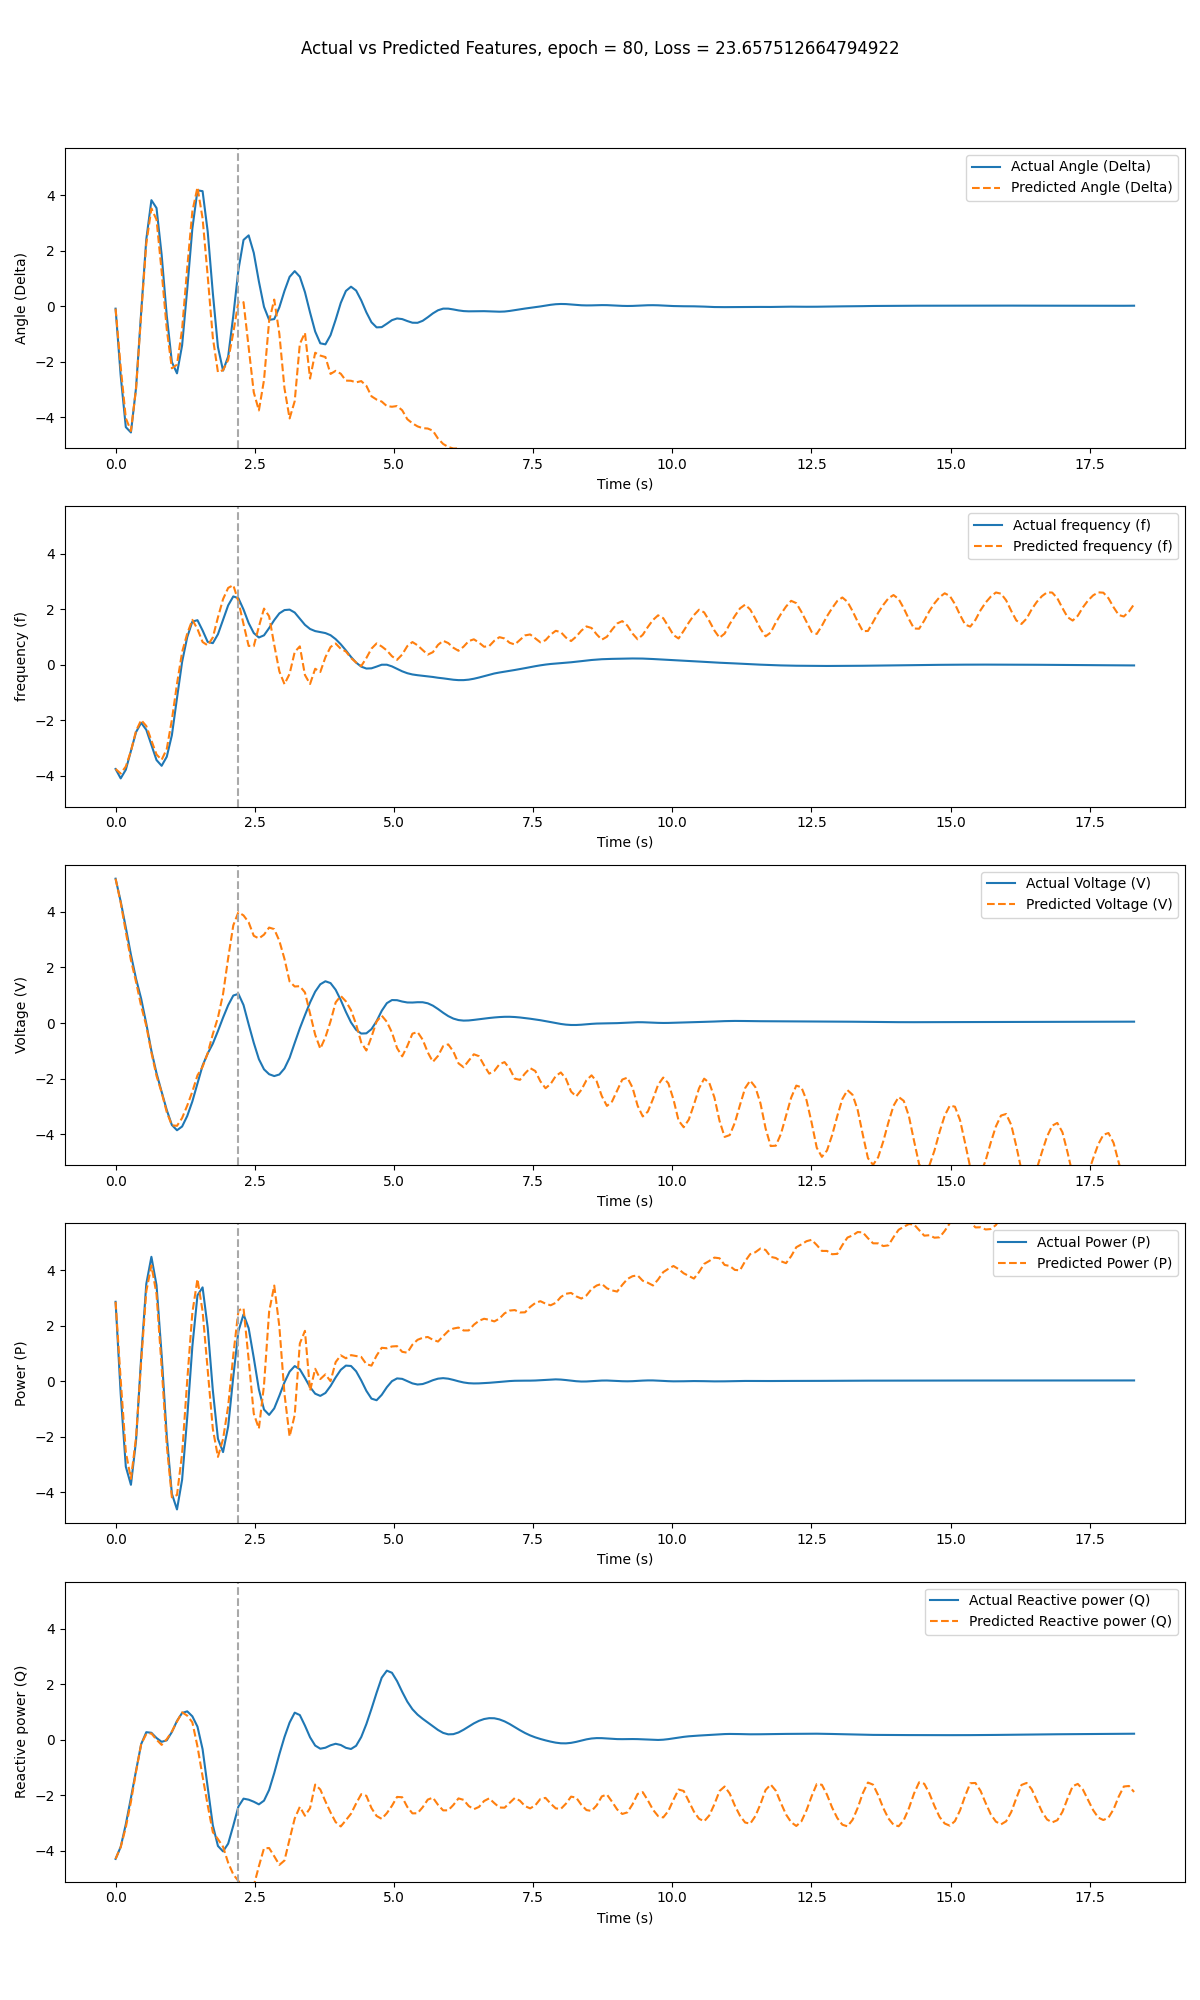 Actual vs Predicted Features, epoch = 80, Loss = 23.657512664794922
Actual Angle (Delta)
Predicted Angle (Delta)
Angle (Delta)
4
2
0
−2
−4
0.0 2.5 5.0 7.5 10.0 12.5 15.0 17.5
Time (s)
Actual frequency (f)
Predicted frequency (f)
frequency (f)
4
2
0
−2
−4
0.0 2.5 5.0 7.5 10.0 12.5 15.0 17.5
Time (s)
Actual Voltage (V)
Predicted Voltage (V)
Voltage (V)
4
2
0
−2
−4
0.0 2.5 5.0 7.5 10.0 12.5 15.0 17.5
Time (s)
Actual Power (P)
Predicted Power (P)
Power (P)
4
2
0
−2
−4
0.0 2.5 5.0 7.5 10.0 12.5 15.0 17.5
Time (s)
Actual Reactive power (Q)
Predicted Reactive power (Q)
Reactive power (Q)
4
2
0
−2
−4
0.0 2.5 5.0 7.5 10.0 12.5 15.0 17.5
Time (s)